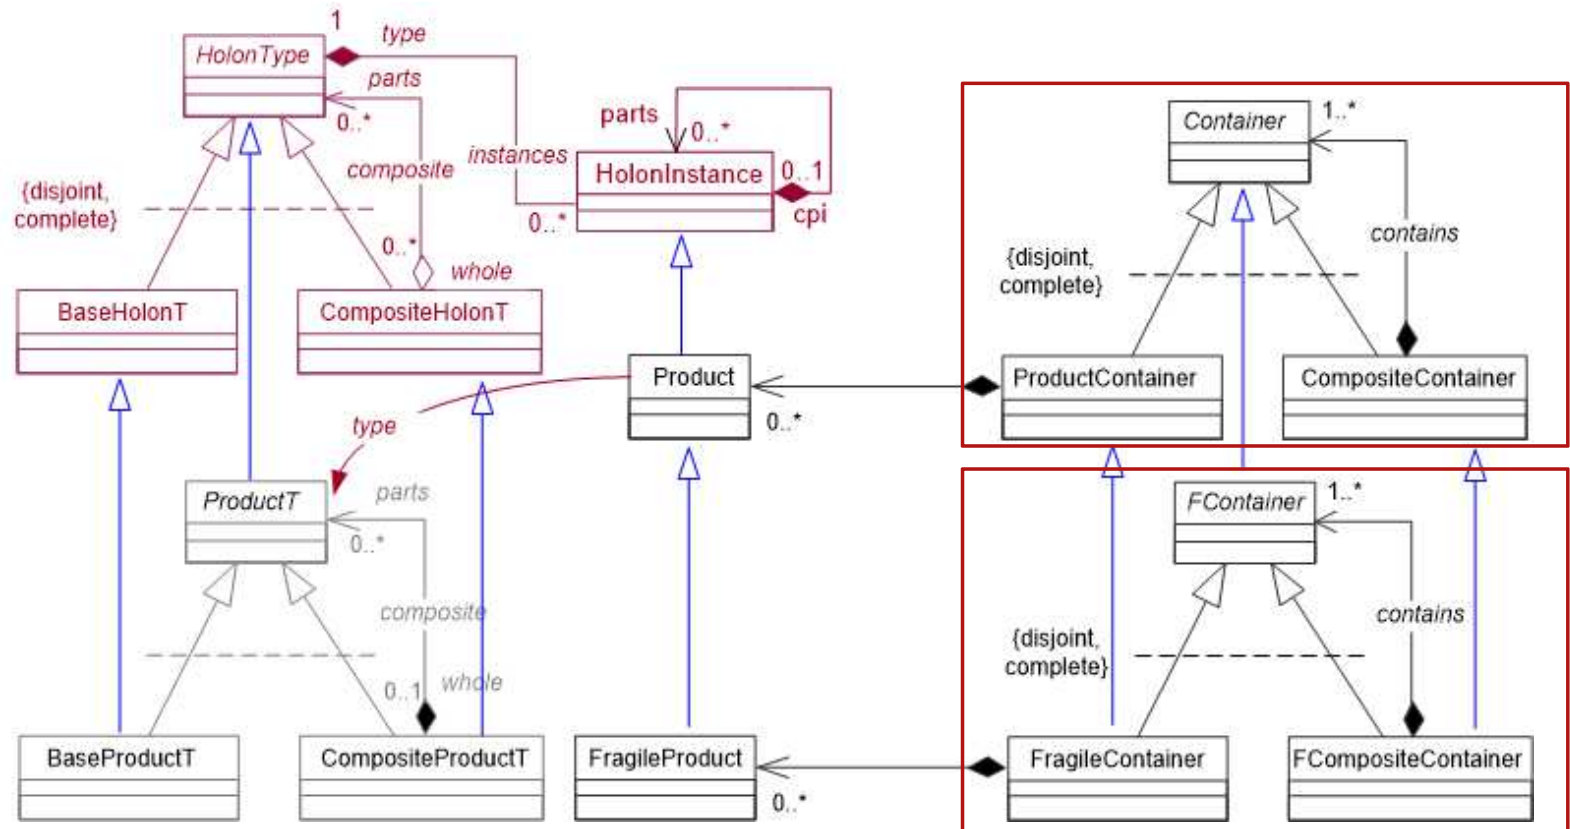 1
type
HolonType
parts
0..*
composite
instances
0..*
{disjoint,
complete}
0..*
whole
BaseHolonT
CompositeHolonT
parts
0..*
HolonInstance
0..1
cpi
Container
1..*
contains
{disjoint,
complete}
ProductContainer
CompositeContainer
Product
0..*
type
ProductT
parts
0..*
composite
0..1
whole
BaseProductT
CompositeProductT
FragileProduct
0..*
FContainer
1..*
contains
{disjoint,
complete}
FragileContainer
FCompositeContainer